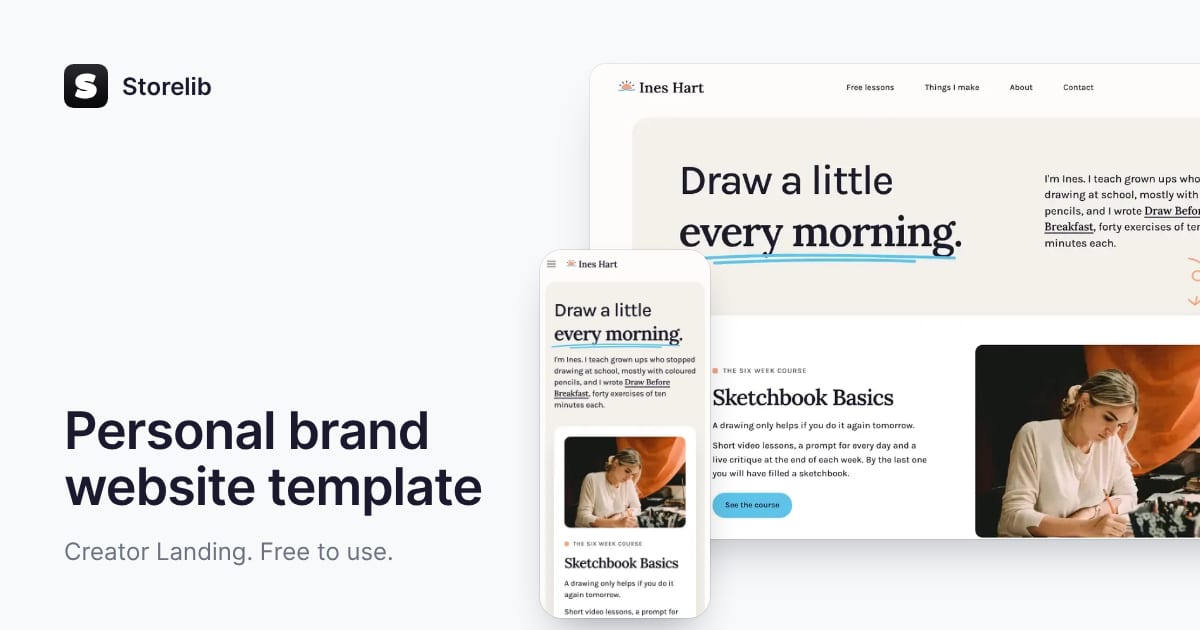 Storelib
Personal brand
website template
Creator Landing. Free to use.
Ines Hart
Free lessons
Things I make
About
Contact
Draw a little
every morning.
I'm Ines. I teach grown ups who
drawing at school, mostly with
pencils, and I wrote Draw Befor
Breakfast, forty exercises of ten
minutes each.
THE SIX WEEK COURSE
Sketchbook Basics
A drawing only helps if you do it again tomorrow.
Short video lessons, a prompt for every day and a
live critique at the end of each week. By the last one
you will have filled a sketchbook.
See the course
Ines Hart
Draw a little
every morning.
I'm Ines. I teach grown ups who stopped
drawing at school, mostly with coloured
pencils, and I wrote Draw Before
Breakfast, forty exercises of ten
minutes each.
THE SIX WEEK COURSE
Sketchbook Basics
A drawing only helps if you do it
again tomorrow.
Short video lessons, a prompt for